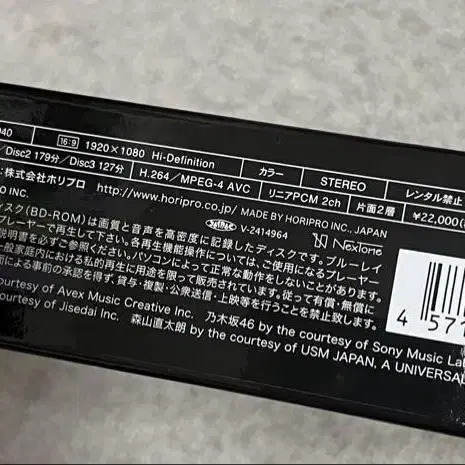 040 16:9 1920×1080 Hi-Definition カラー STEREO レンタル禁止
/Disc2 179分/Disc3 127分 H.264/MPEG-4 AVC リニアPCM 2ch 片面2層 ¥22,000(
:株式会社ホリプロ http://www.horipro.co.jp/ MADE BY HORIPRO INC., JAPAN
RO INC. V-2414964 NexTone
ィスク(BD-ROM)は画質と音声を高密度に記録したディスクです。ブルーレイ
プレーヤーで再生して下さい。各再生機能操作については、ご使用になるプレーヤー
説明書を必ずご参照ください。パソコンによって正常な動作をしないことがあります。
一般家庭内における私的再生に用途を限って販売されています。従って有償・無償に
面による事前の承認を得ず、貸与・複製・公衆送信・上映等を行うことを禁止致します。
ourtesy of Avex Music Creative Inc. 乃木坂46 by the courtesy of Sony Music Lab
courtesy of Jisedai Inc. 森山直太朗 by the courtesy of USM JAPAN, A UNIVERSA
4 571